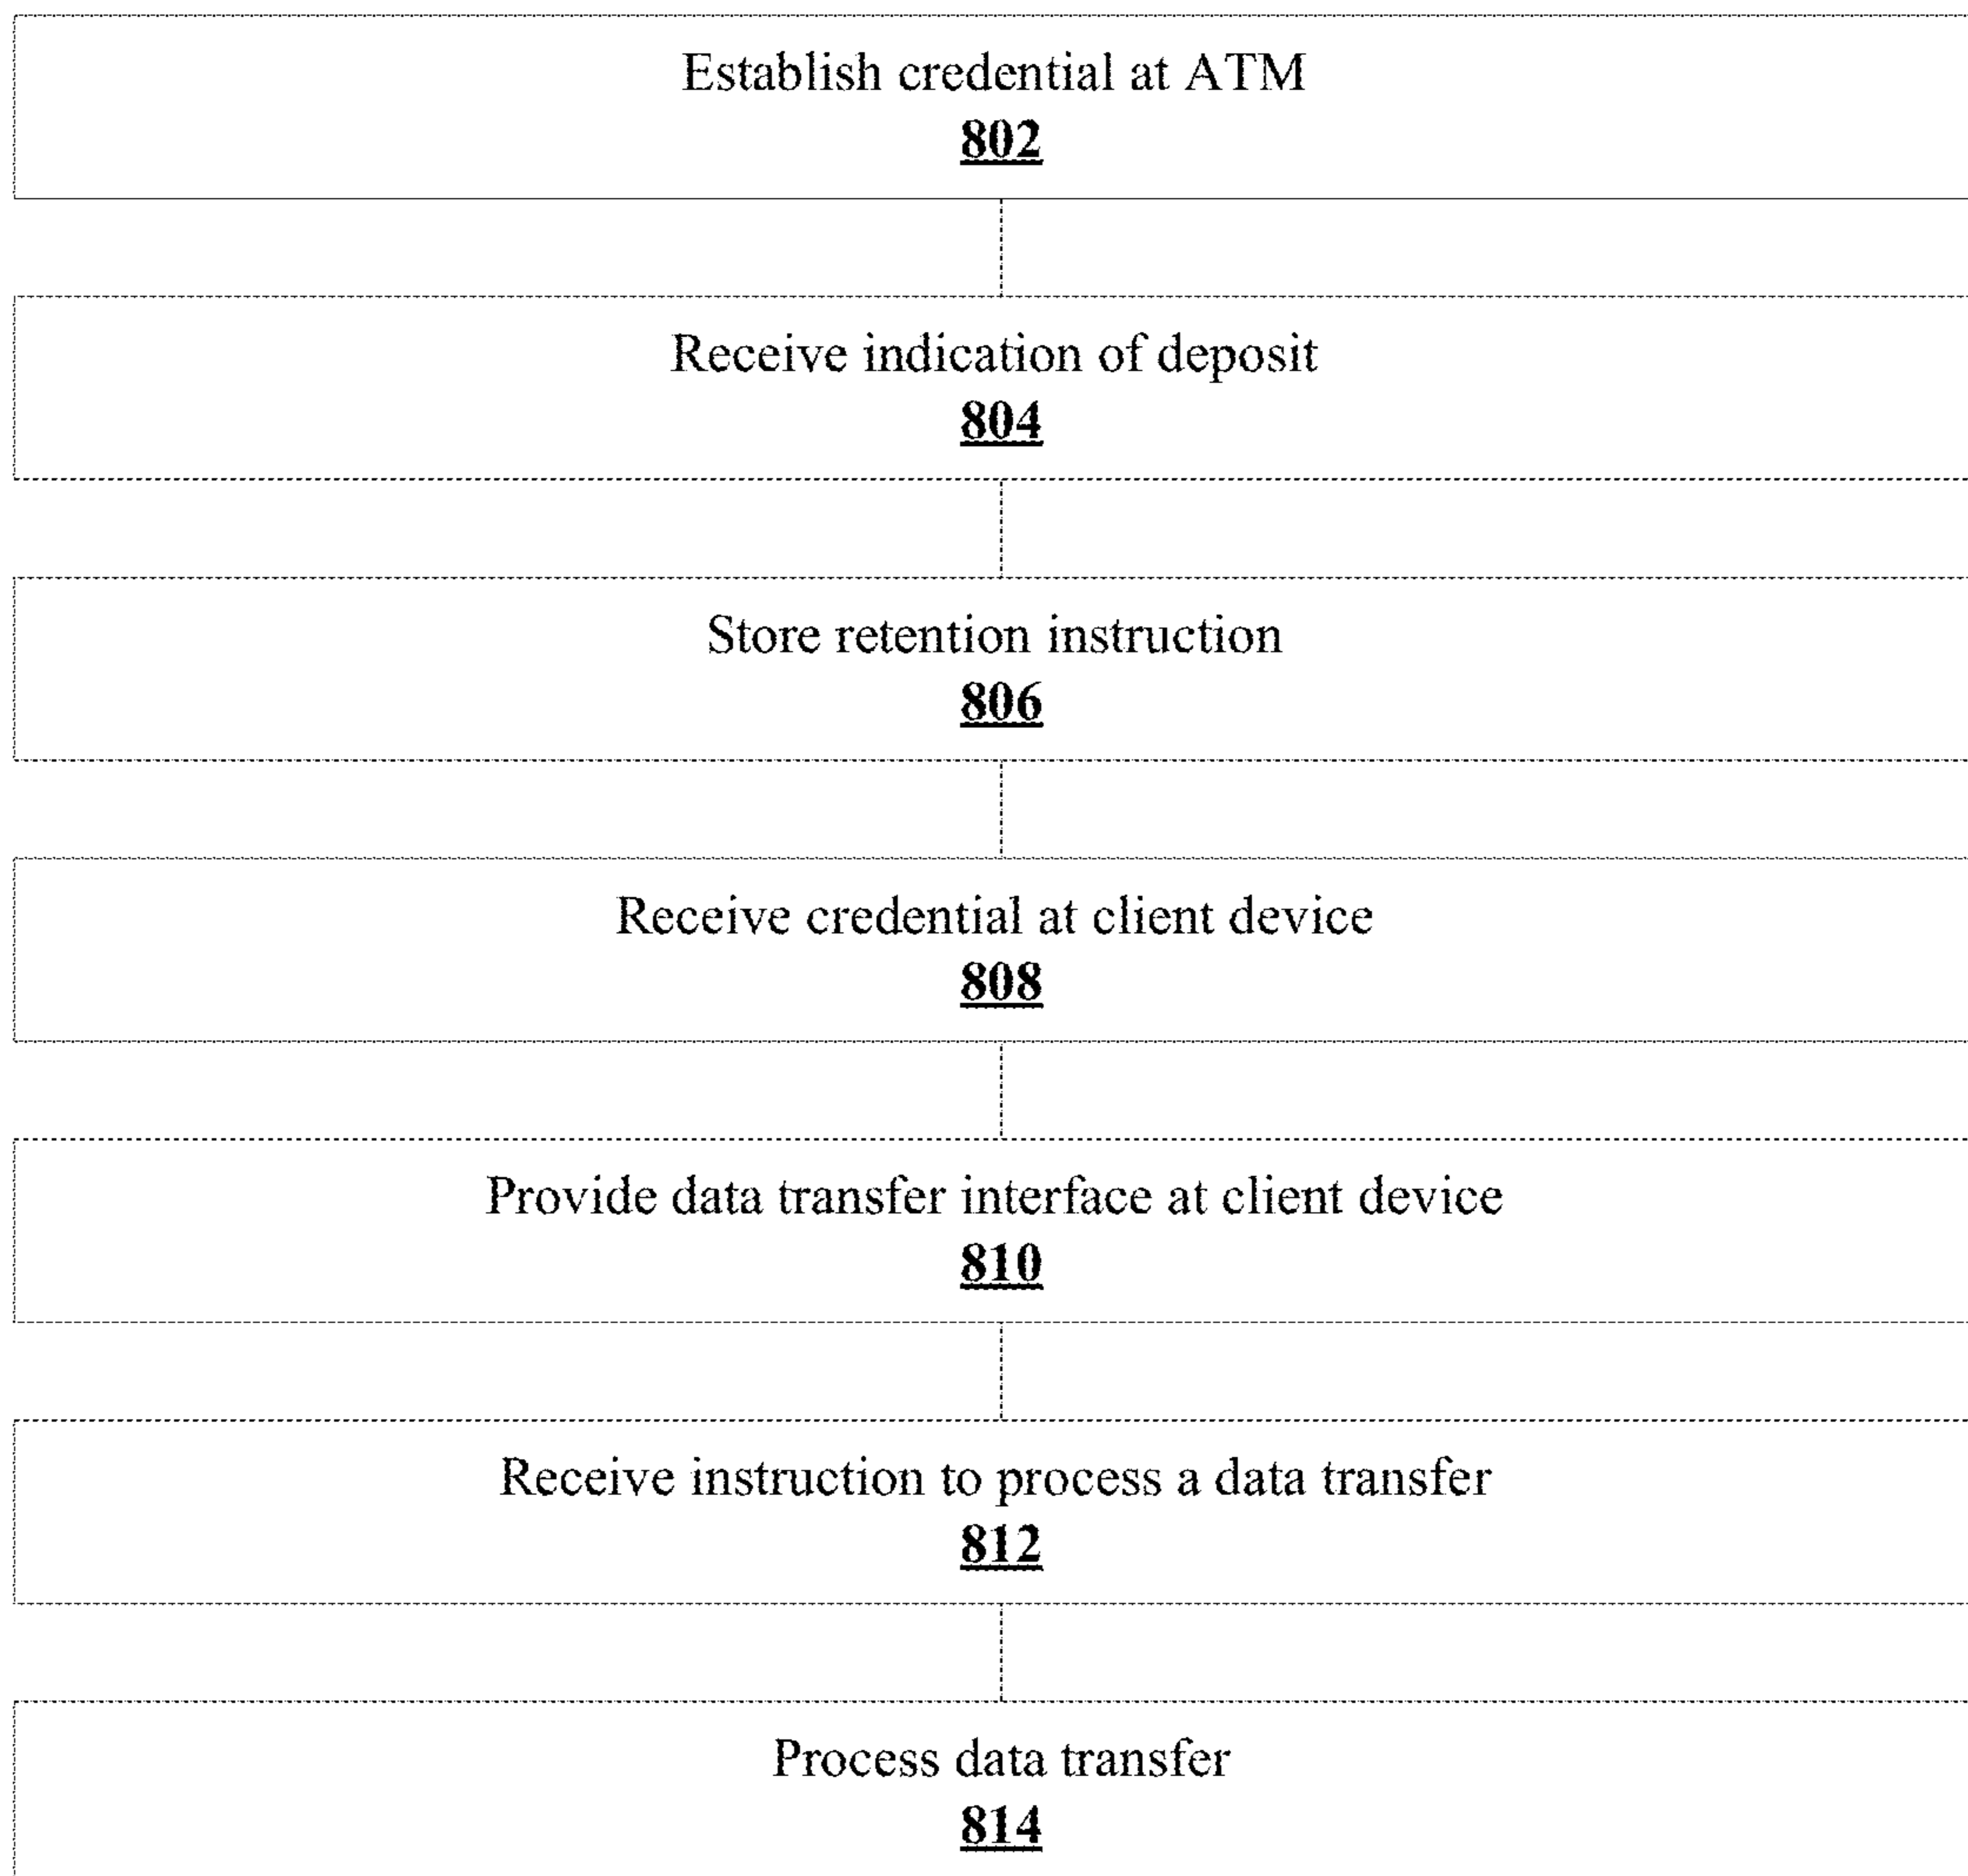 Establish credential at ATM
802
Receive indication of deposit
804
Store retention instruction
806
Receive credential at client device
808
Provide data transfer interface at client device
810
Receive instruction to process a data transfer
812
Process data transfer
814